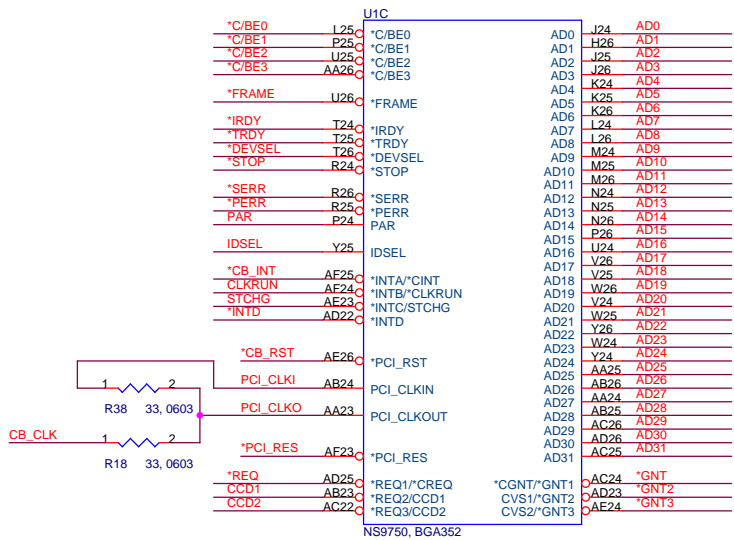 U1C
*C/BE0 L25 *C/BE0 AD0 J24 AD0
*C/BE1 P25 *C/BE1 AD1 H26 AD1
*C/BE2 U25 *C/BE2 AD2 J25 AD2
*C/BE3 AA26 *C/BE3 AD3 J26 AD3
AD4 K24 AD4
*FRAME U26 *FRAME AD5 K25 AD5
AD6 K26 AD6
*IRDY T24 *IRDY AD7 L24 AD7
*TRDY T25 *TRDY AD8 L26 AD8
*DEVSEL T26 *DEVSEL AD9 M24 AD9
*STOP R24 *STOP AD10 M25 AD10
AD11 M26 AD11
*SERR R26 *SERR AD12 N24 AD12
*PERR R25 *PERR AD13 N25 AD13
PAR P24 PAR AD14 N26 AD14
AD15 P26 AD15
IDSEL Y25 IDSEL AD16 U24 AD16
AD17 V26 AD17
*CB_INT AF25 *INTA/*CINT AD18 V25 AD18
CLKRUN AF24 *INTB/*CLKRUN AD19 W26 AD19
STCHG AE23 *INTC/STCHG AD20 V24 AD20
*INTD AD22 *INTD AD21 W25 AD21
AD22 Y26 AD22
AD23 W24 AD23
*CB_RST AE26 *PCI_RST AD24 Y24 AD24
AD25 AA25 AD25
PCI_CLKI AB24 PCI_CLKIN AD26 AB26 AD26
1 2
AD27 AA24 AD27
R38 33, 0603
PCI_CLKO AA23 PCI_CLKOUT AD28 AB25 AD28
AD29 AC26 AD29
CB_CLK 1 2
AD30 AD26 AD30
*PCI_RES AF23 *PCI_RES AD31 AC25 AD31
R18 33, 0603
*REQ AD25 *REQ1/*CREQ *CGNT/*GNT1 AC24 *GNT
CCD1 AB23 *REQ2/CCD1 CVS1/*GNT2 AD23 *GNT2
CCD2 AC22 *REQ3/CCD2 CVS2/*GNT3 AE24 *GNT3
NS9750, BGA352